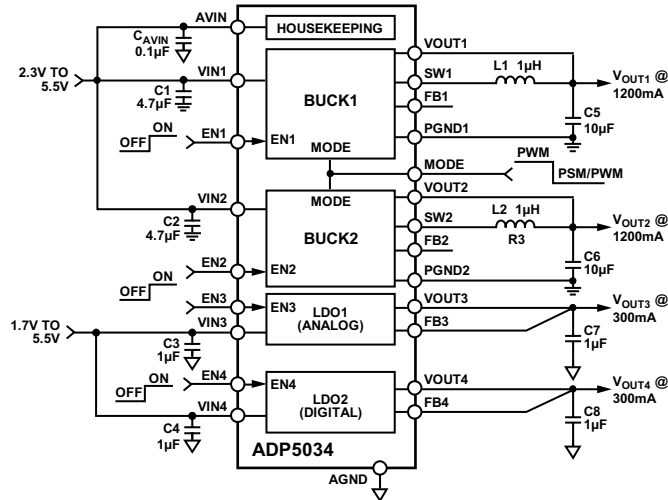 AVIN
HOUSEKEEPING
CAVIN
0.1µF
VOUT1
L1 1µH
2.3V TO
5.5V
VIN1
SW1
VOUT1 @
1200mA
C1
4.7µF
BUCK1
FB1
C5
10µF
ON
OFF
EN1
EN1
PGND1
MODE
MODE
PWM
PSM/PWM
VIN2
MODE
VOUT2
C2
4.7µF
SW2
L2 1µH
R3
VOUT2 @
1200mA
BUCK2
FB2
C6
10µF
ON
OFF
EN2
EN2
PGND2
EN3
EN3
LDO1
(ANALOG)
VOUT3
VOUT3 @
300mA
1.7V TO
5.5V
VIN3
FB3
C3
1µF
C7
1µF
ON
OFF
EN4
EN4
LDO2
(DIGITAL)
VOUT4
VOUT4 @
300mA
VIN4
FB4
C4
1µF
C8
1µF
ADP5034
AGND